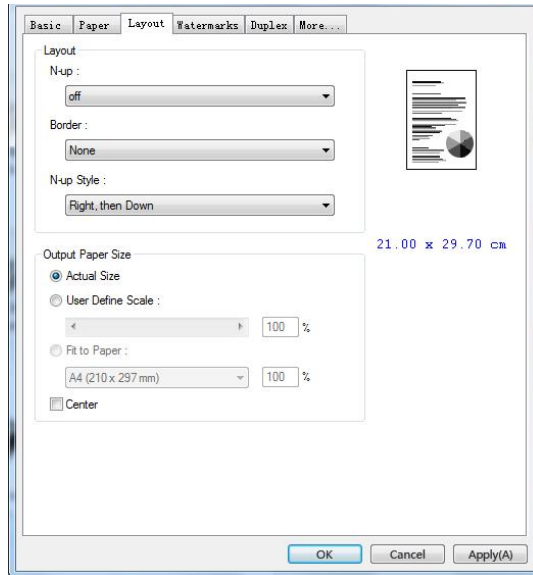 Basic Paper Layout Watermarks Duplex More...
Layout
N-up :
off
Border :
None
N-up Style :
Right, then Down
21.00 x 29.70 cm
Output Paper Size
Actual Size
User Define Scale :
100 %
Fit to Paper :
A4 (210 x 297 mm) 100 %
Center
OK Cancel Apply(A)